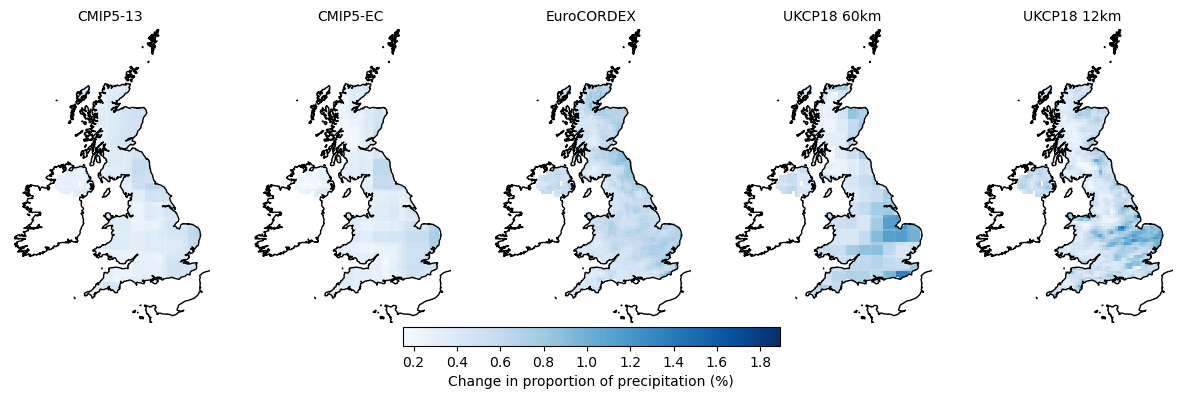 CMIP5-13 CMIP5-EC EuroCORDEX UKCP18 60km UKCP18 12km
0.2 0.4 0.6 0.8 1.0 1.2 1.4 1.6 1.8
Change in proportion of precipitation (%)